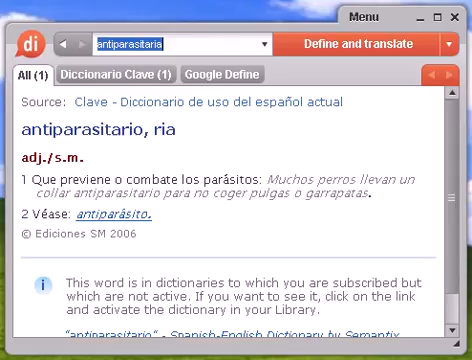 Menu
di
antiparasitaria
Define and translate
All (1)
Diccionario Clave (1)
Google Define
Source: Clave - Diccionario de uso del español actual
antiparasitario, ria
adj./s.m.
1 Que previene o combate los parásitos: Muchos perros llevan un
collar antiparasitario para no coger pulgas o garrapatas.
2 Véase: antiparásito.
© Ediciones SM 2006
i
This word is in dictionaries to which you are subscribed but
which are not active. If you want to see it, click on the link
and activate the dictionary in your Library.
"antiparasitario" - Spanish-English Dictionary by Semantix